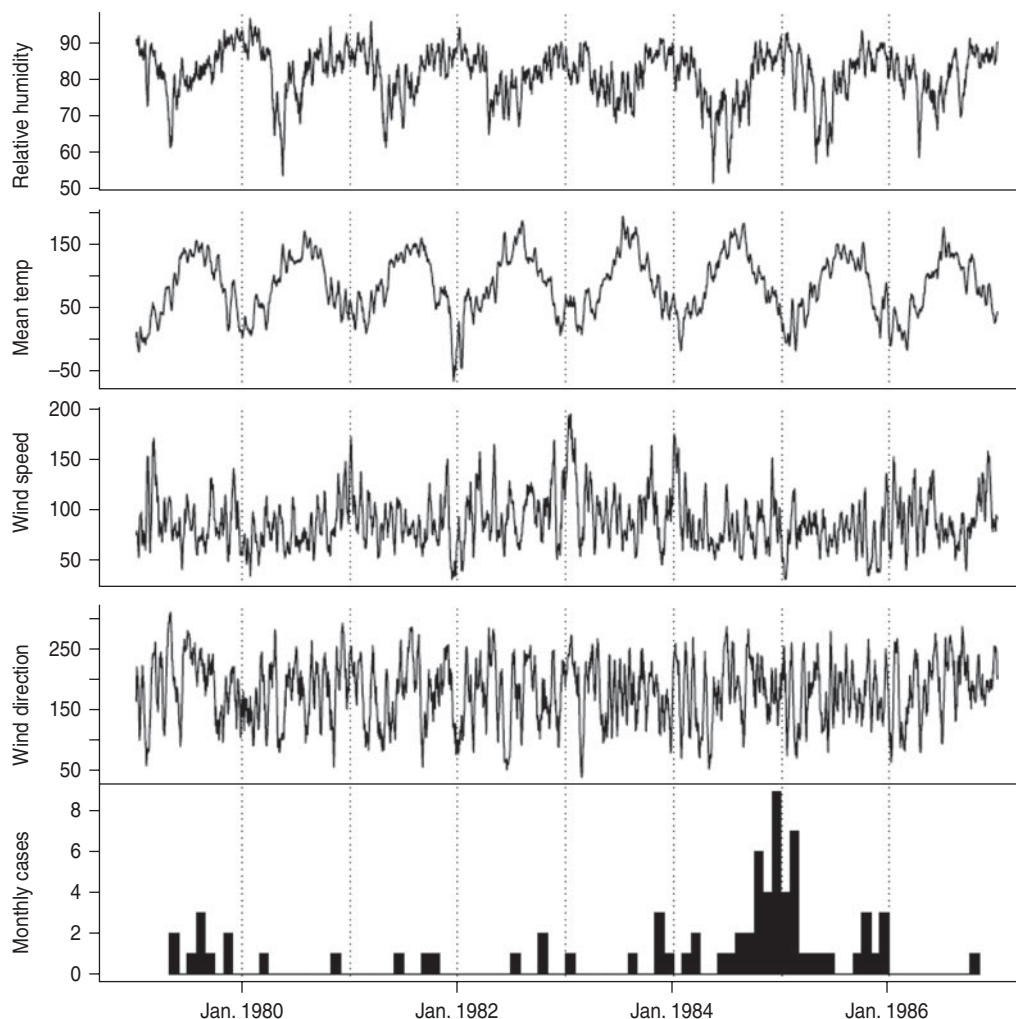 Relative humidity
90
80
70
60
50
Mean temp
150
50
−50
Wind speed
200
150
100
50
Wind direction
250
150
50
Monthly cases
8
6
4
2
0
Jan. 1980
Jan. 1982
Jan. 1984
Jan. 1986